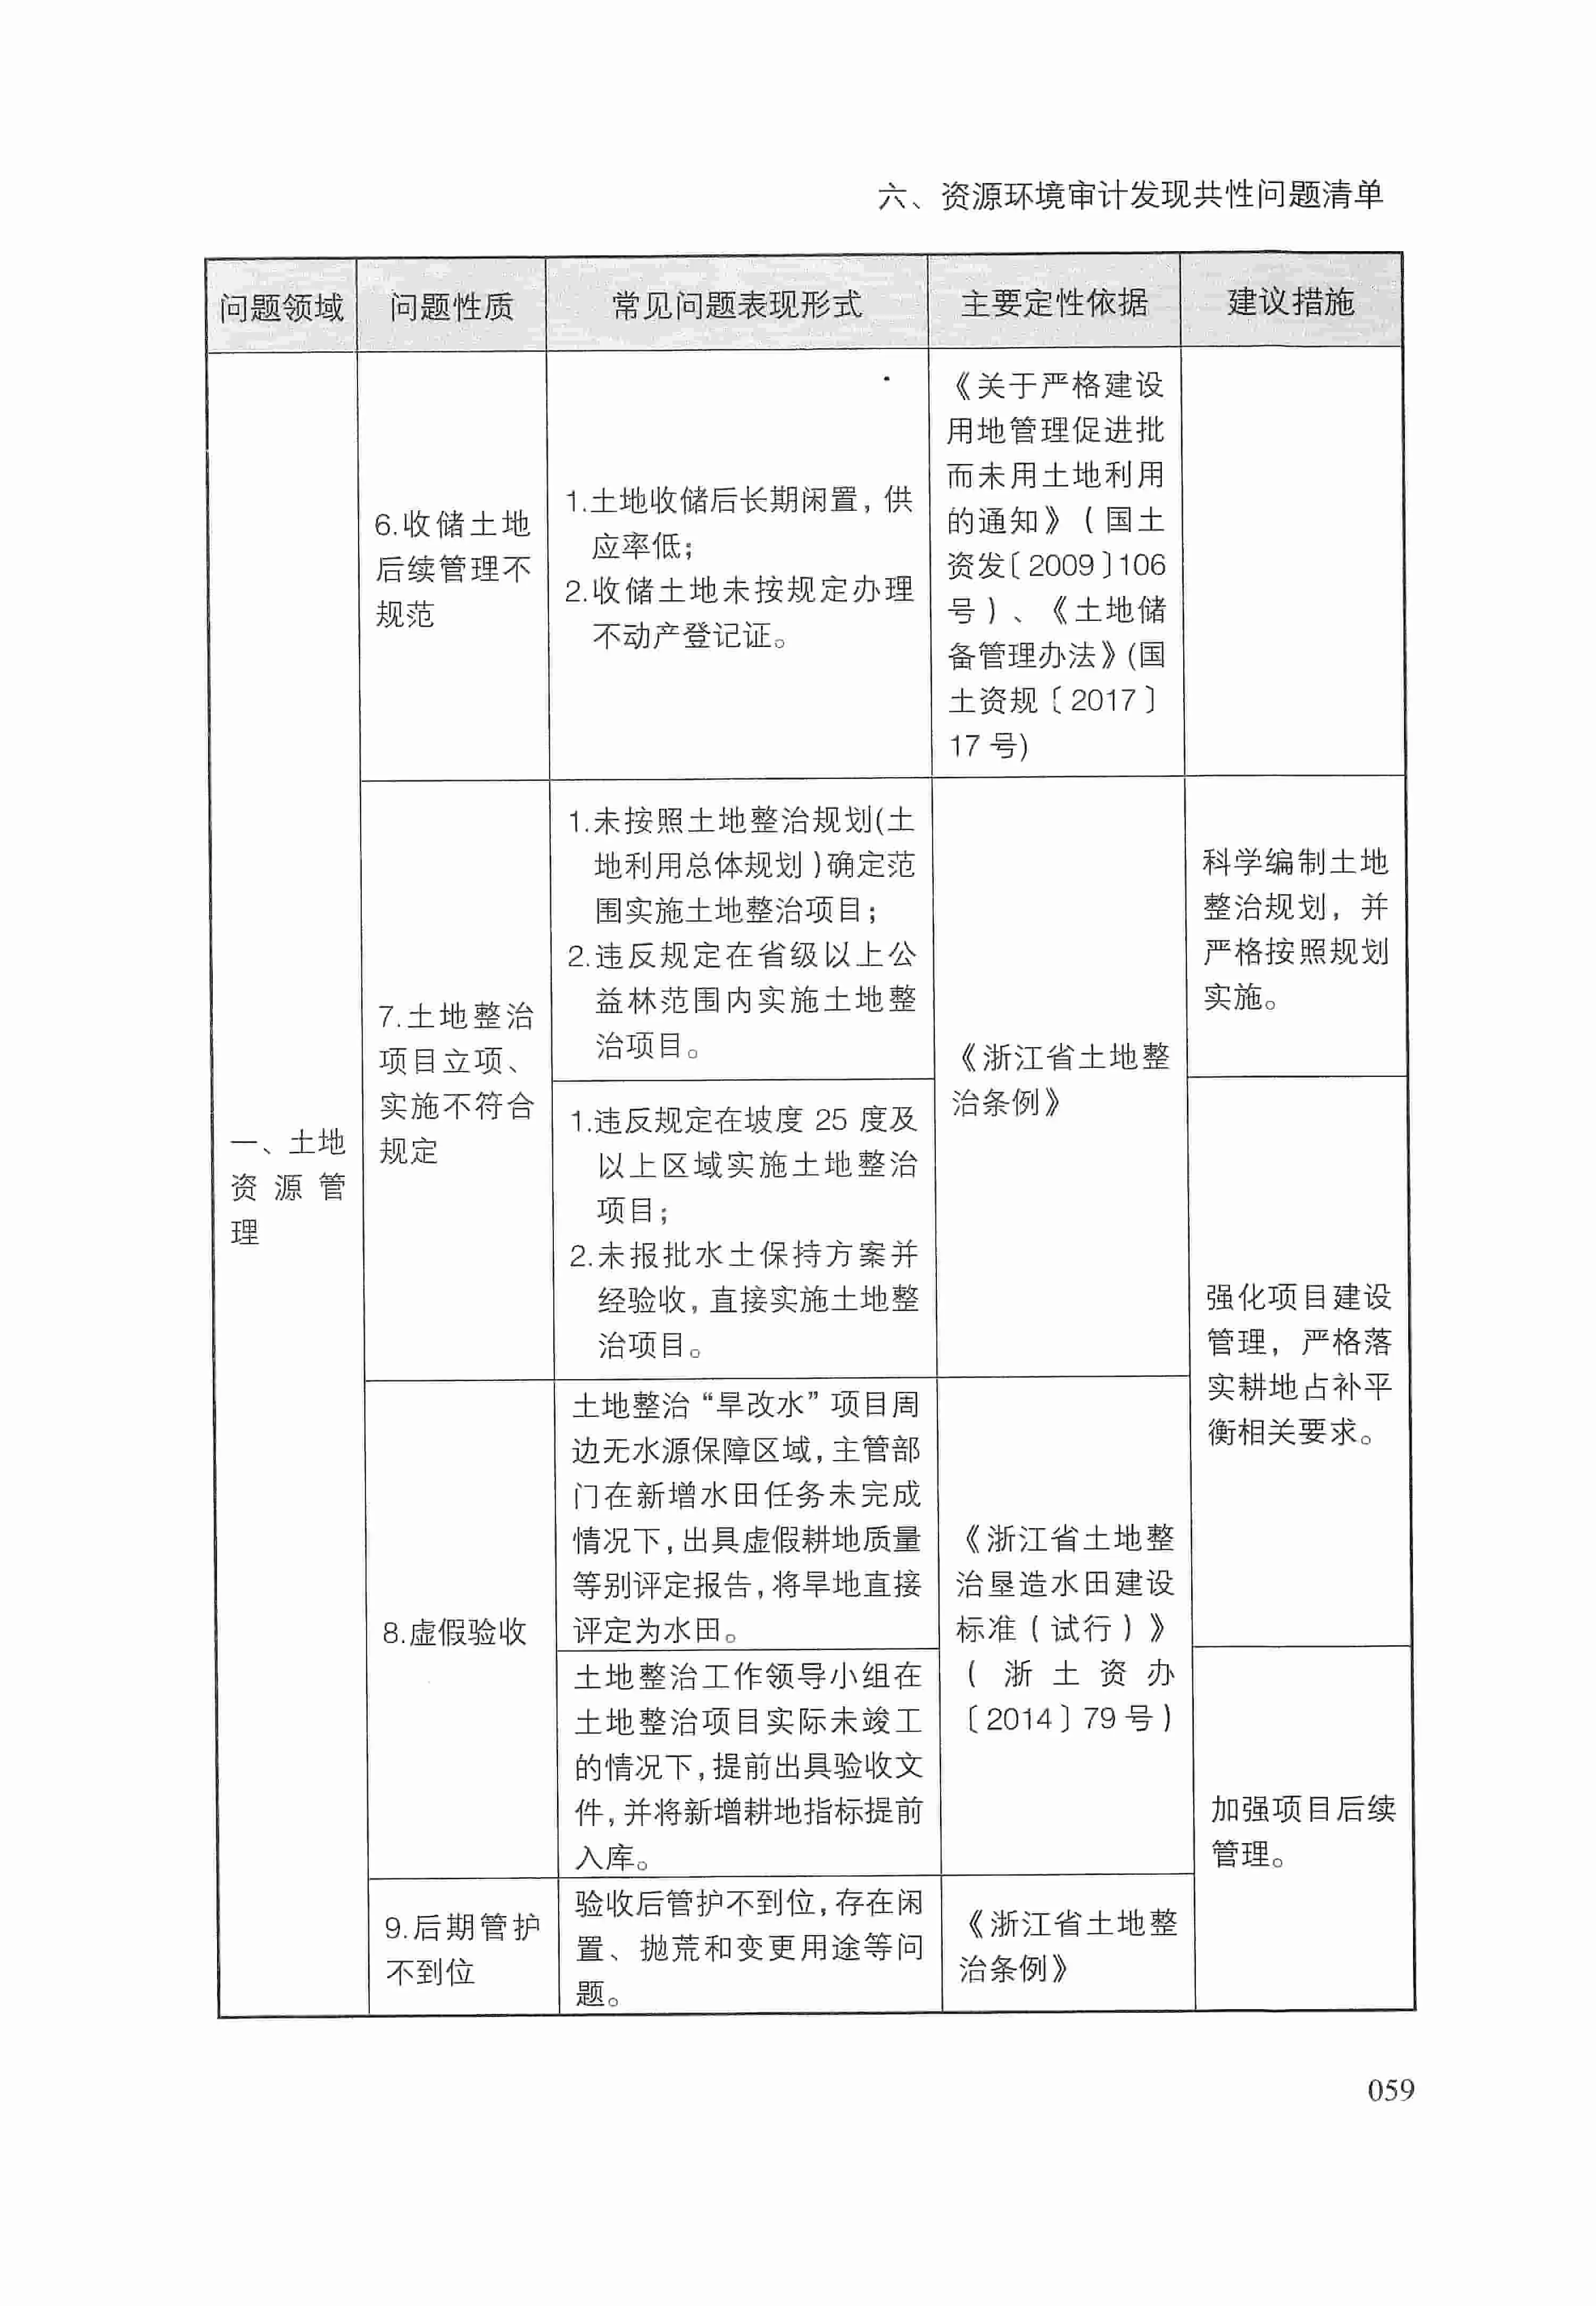 六、资源环境审计发现共性问题清单
问题领域
问题性质
常见问题表现形式
主要定性依据
建议措施
一、土地
资源管
理
6.收储土地
后续管理不
规范
1.土地收储后长期闲置，供
应率低；
2.收储土地未按规定办理
不动产登记证。
《关于严格建设
用地管理促进批
而未用土地利用
的通知》（国土
资发〔2009〕106
号）、《土地储
备管理办法》(国
土资规〔2017〕
17 号)
7.土地整治
项目立项、
实施不符合
规定
1.未按照土地整治规划(土
地利用总体规划)确定范
围实施土地整治项目；
2.违反规定在省级以上公
益林范围内实施土地整
治项目。
《浙江省土地整
治条例》
科学编制土地
整治规划，并
严格按照规划
实施。
1.违反规定在坡度 25 度及
以上区域实施土地整治
项目；
2.未报批水土保持方案并
经验收，直接实施土地整
治项目。
强化项目建设
管理，严格落
实耕地占补平
衡相关要求。
8.虚假验收
土地整治“旱改水”项目周
边无水源保障区域，主管部
门在新增水田任务未完成
情况下，出具虚假耕地质量
等别评定报告，将旱地直接
评定为水田。
《浙江省土地整
治垦造水田建设
标准（试行）》
（浙土资办
〔2014〕79 号）
土地整治工作领导小组在
土地整治项目实际未竣工
的情况下，提前出具验收文
件，并将新增耕地指标提前
入库。
加强项目后续
管理。
9.后期管护
不到位
验收后管护不到位，存在闲
置、抛荒和变更用途等问
题。
《浙江省土地整
治条例》
059